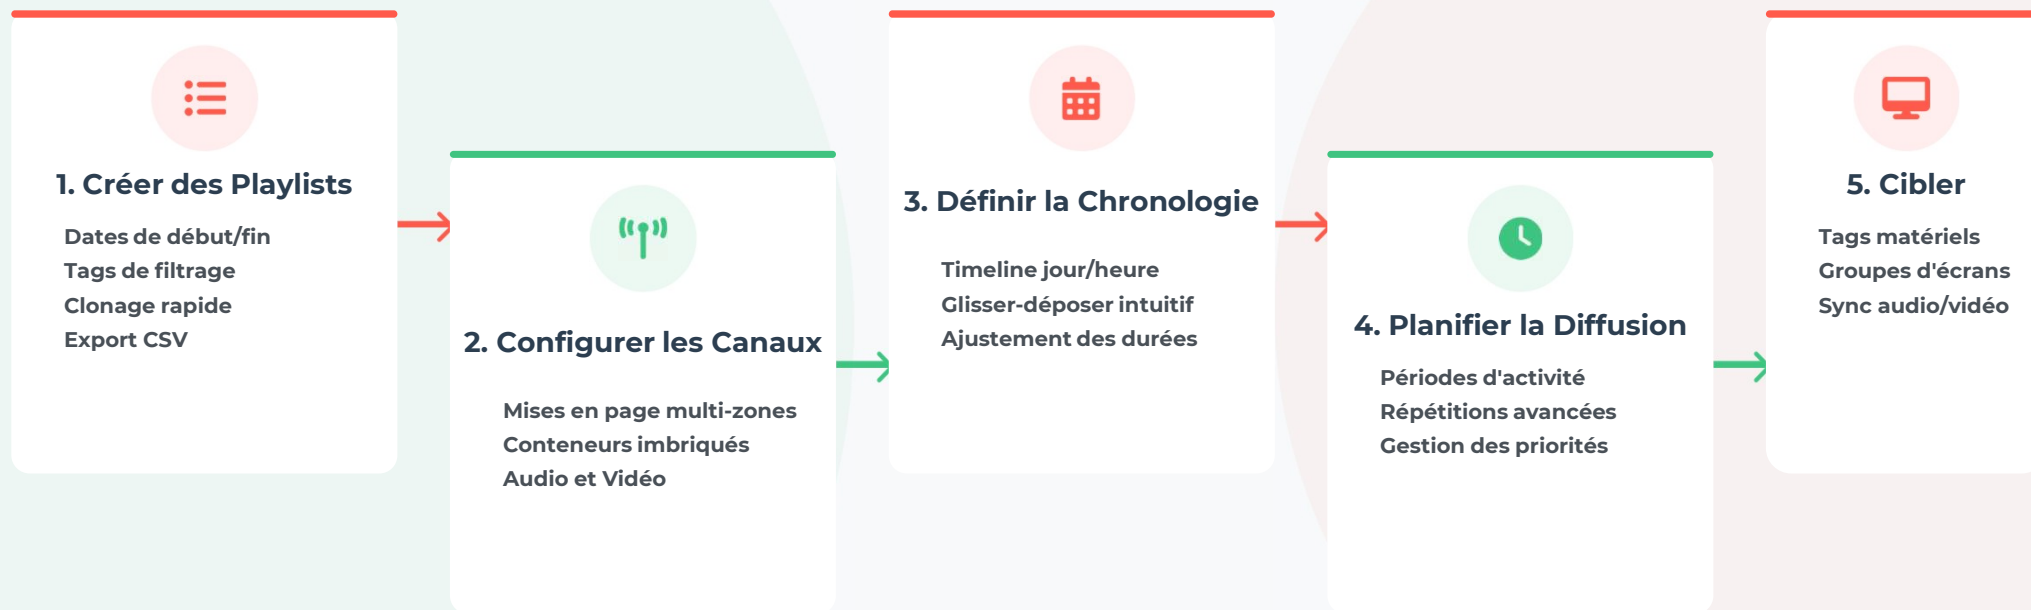 1. Créer des Playlists
Dates de début/fin
Tags de filtrage
Clonage rapide
Export CSV
2. Configurer les Canaux
Mises en page multi-zones
Conteneurs imbriqués
Audio et Vidéo
3. Définir la Chronologie
Timeline jour/heure
Glisser-déposer intuitif
Ajustement des durées
4. Planifier la Diffusion
Périodes d'activité
Répétitions avancées
Gestion des priorités
5. Cibler
Tags matériels
Groupes d'écrans
Sync audio/vidéo